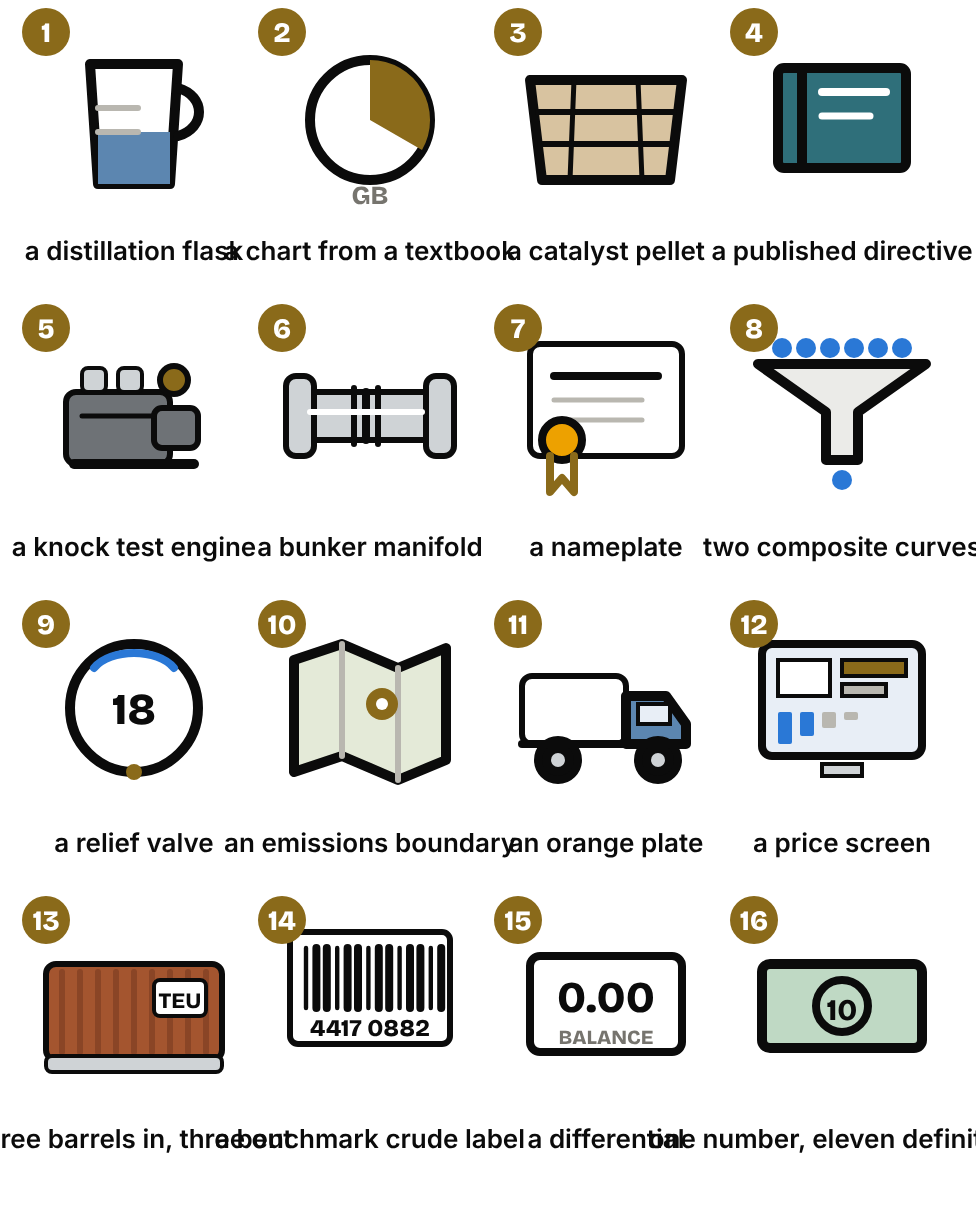 1
2
3
4
GB
a distillation flask
a chart from a textbook
a catalyst pellet
a published directive
5
6
7
8
a knock test engine
a bunker manifold
a nameplate
two composite curves
9
10
11
12
18
a relief valve
an emissions boundary
an orange plate
a price screen
13
14
15
16
TEU
4417 0882
0.00
BALANCE
10
ree barrels in, three out
a benchmark crude label
a differential
one number, eleven definit